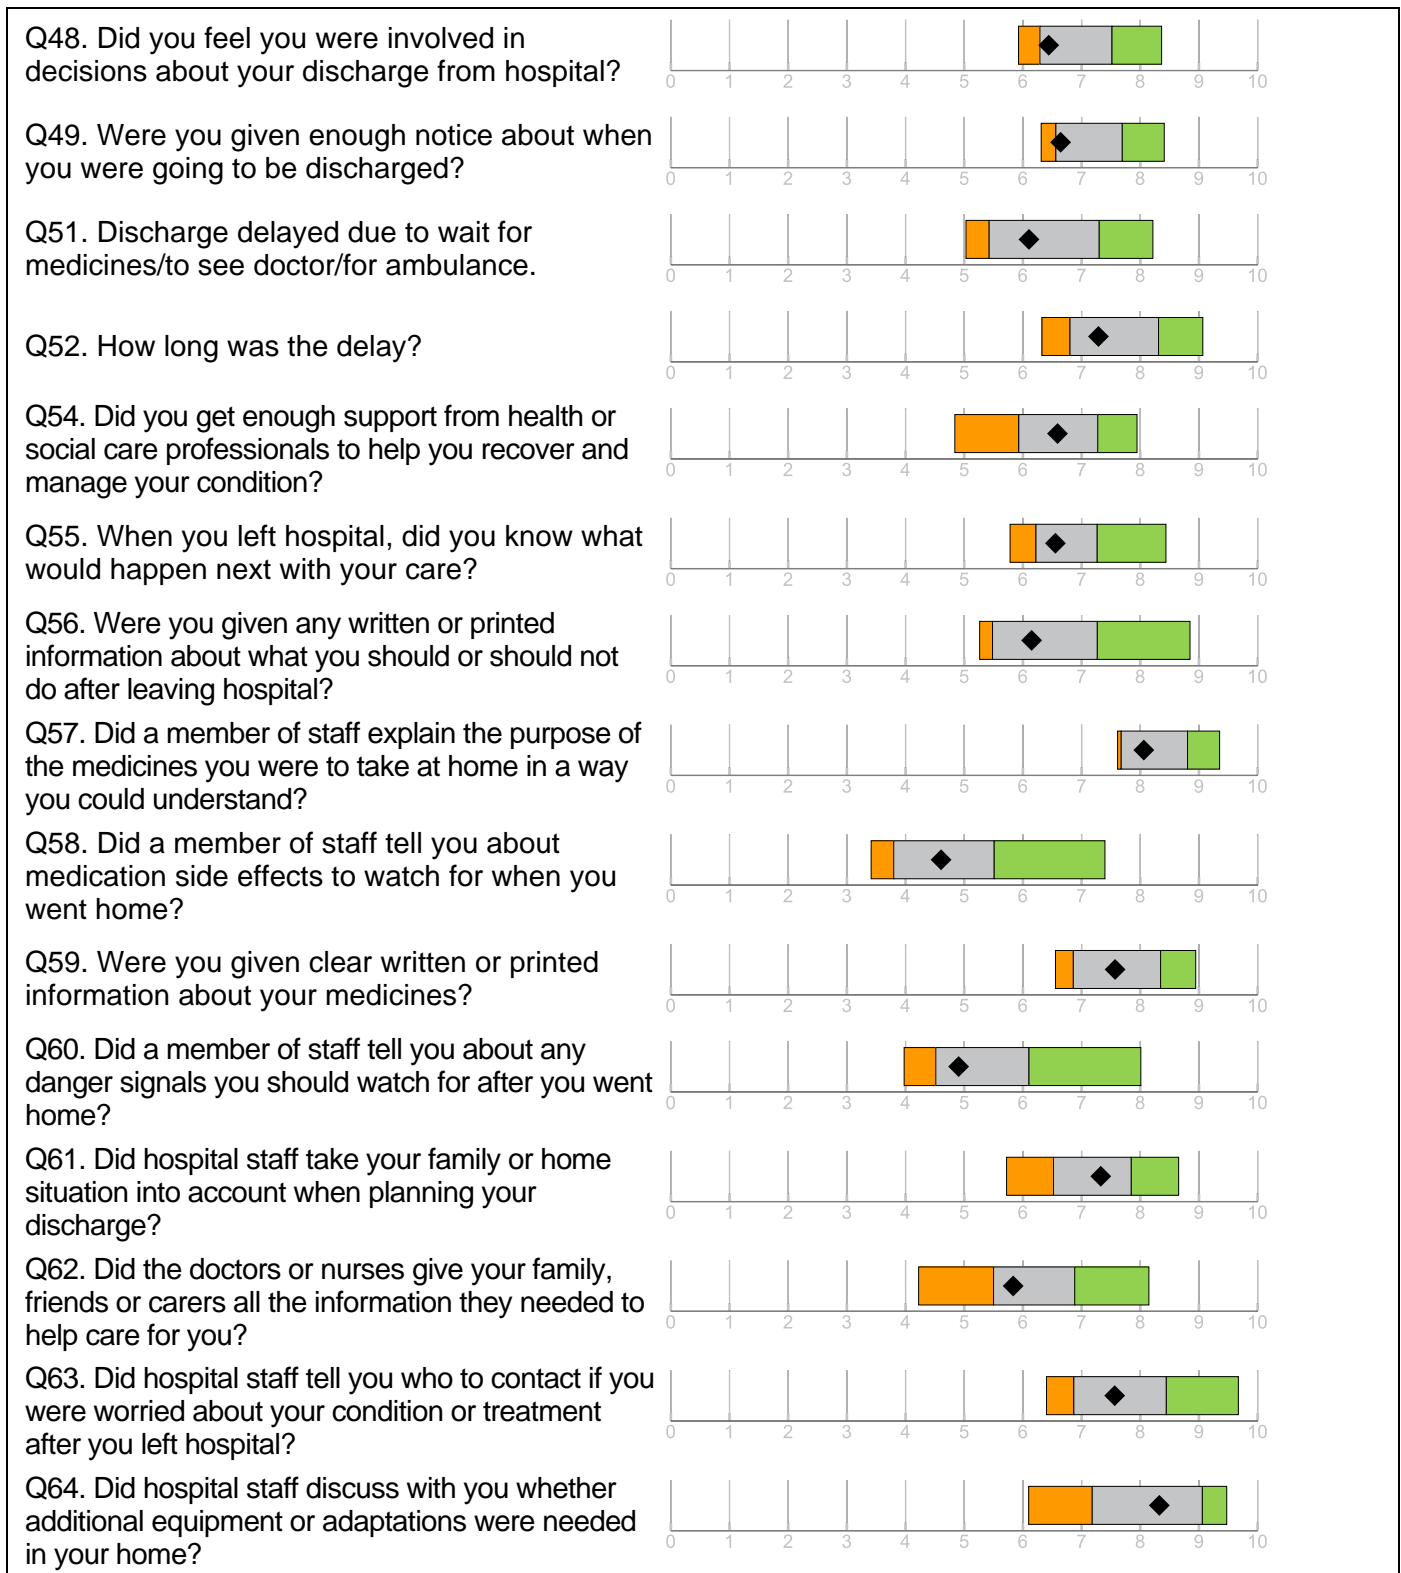 Q48. Did you feel you were involved in
decisions about your discharge from hospital?
0 1 2 3 4 5 6 7 8 9 10
Q49. Were you given enough notice about when
you were going to be discharged?
0 1 2 3 4 5 6 7 8 9 10
Q51. Discharge delayed due to wait for
medicines/to see doctor/for ambulance.
0 1 2 3 4 5 6 7 8 9 10
Q52. How long was the delay?
0 1 2 3 4 5 6 7 8 9 10
Q54. Did you get enough support from health or
social care professionals to help you recover and
manage your condition?
0 1 2 3 4 5 6 7 8 9 10
Q55. When you left hospital, did you know what
would happen next with your care?
0 1 2 3 4 5 6 7 8 9 10
Q56. Were you given any written or printed
information about what you should or should not
do after leaving hospital?
0 1 2 3 4 5 6 7 8 9 10
Q57. Did a member of staff explain the purpose of
the medicines you were to take at home in a way
you could understand?
0 1 2 3 4 5 6 7 8 9 10
Q58. Did a member of staff tell you about
medication side effects to watch for when you
went home?
0 1 2 3 4 5 6 7 8 9 10
Q59. Were you given clear written or printed
information about your medicines?
0 1 2 3 4 5 6 7 8 9 10
Q60. Did a member of staff tell you about any
danger signals you should watch for after you went
home?
0 1 2 3 4 5 6 7 8 9 10
Q61. Did hospital staff take your family or home
situation into account when planning your
discharge?
0 1 2 3 4 5 6 7 8 9 10
Q62. Did the doctors or nurses give your family,
friends or carers all the information they needed to
help care for you?
0 1 2 3 4 5 6 7 8 9 10
Q63. Did hospital staff tell you who to contact if you
were worried about your condition or treatment
after you left hospital?
0 1 2 3 4 5 6 7 8 9 10
Q64. Did hospital staff discuss with you whether
additional equipment or adaptations were needed
in your home?
0 1 2 3 4 5 6 7 8 9 10